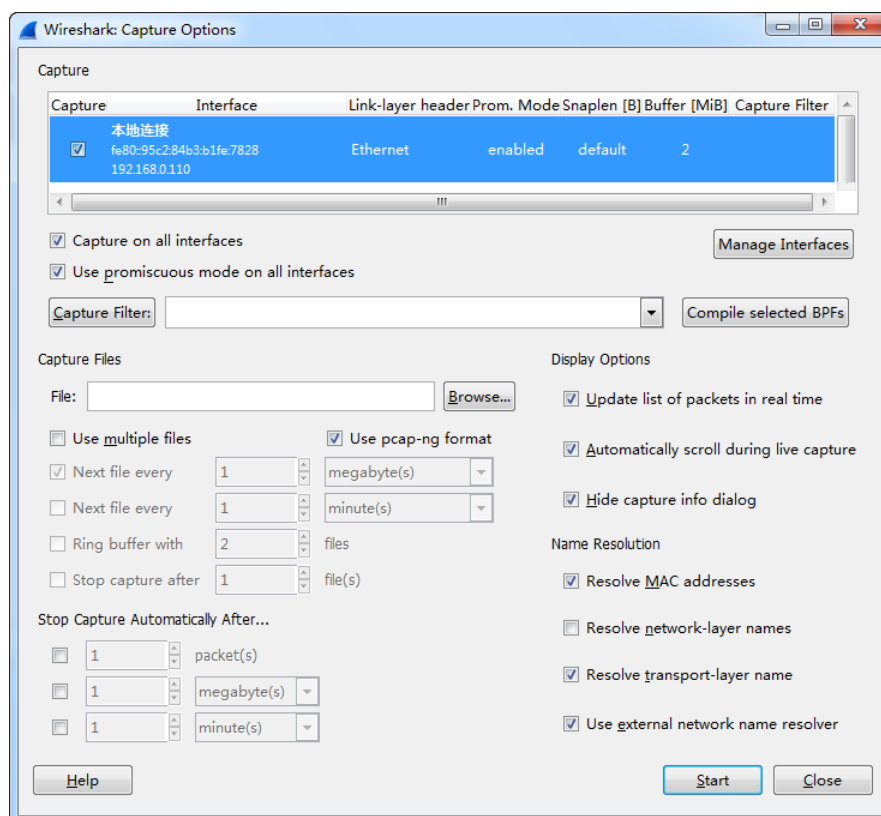 Wireshark: Capture Options
Capture
Capture Interface Link-layer header Prom. Mode Snaplen [B] Buffer [MiB] Capture Filter
本地连接
fe80::95c2:84b3:b1fe:7828
Ethernet enabled default 2
192.168.0.110
Capture on all interfaces
Manage Interfaces
Use promiscuous mode on all interfaces
Capture Filter:
Compile selected BPFs
Capture Files
File:
Browse...
Use multiple files
Use pcap-ng format
Next file every 1 megabyte(s)
Next file every 1 minute(s)
Ring buffer with 2 files
Stop capture after 1 file(s)
Stop Capture Automatically After...
1 packet(s)
1 megabyte(s)
1 minute(s)
Display Options
Update list of packets in real time
Automatically scroll during live capture
Hide capture info dialog
Name Resolution
Resolve MAC addresses
Resolve network-layer names
Resolve transport-layer name
Use external network name resolver
Help
Start
Close